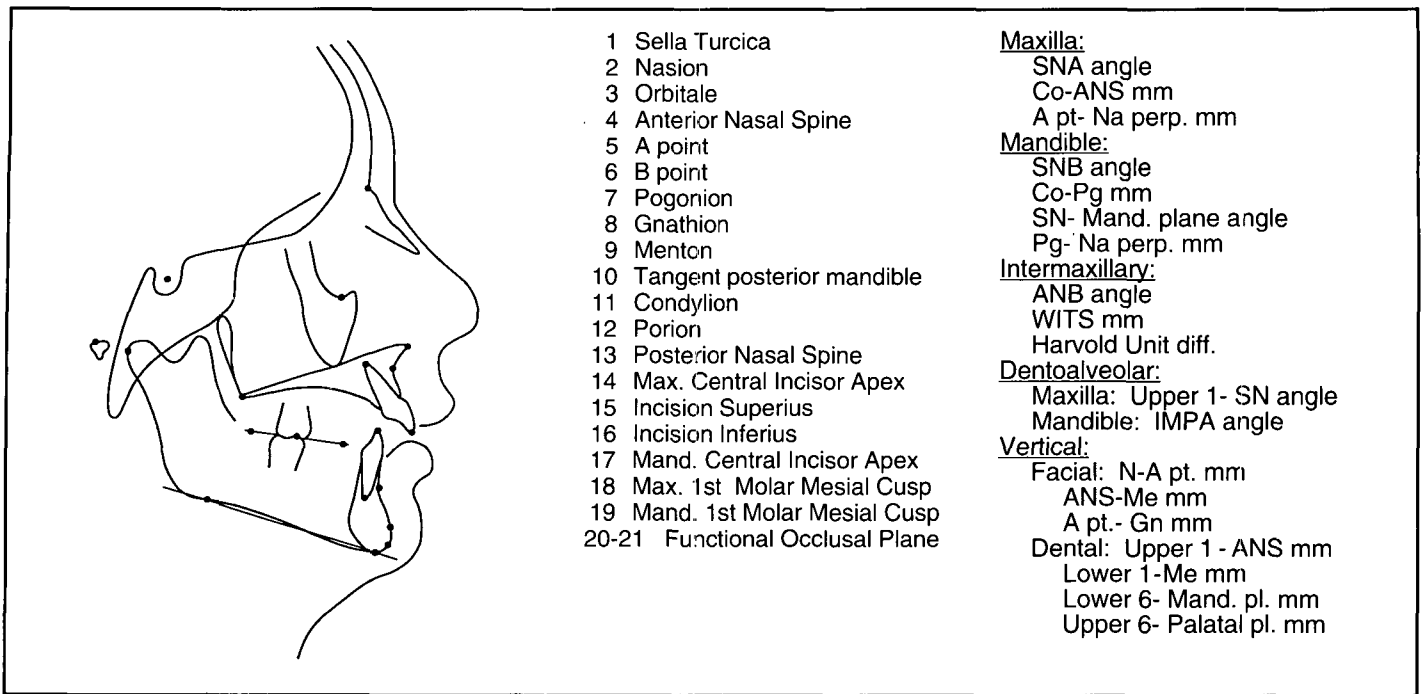 1 Sella Turcica
2 Nasion
3 Orbitale
4 Anterior Nasal Spine
5 A point
6 B point
7 Pogonion
8 Gnathion
9 Menton
10 Tangent posterior mandible
11 Condylion
12 Porion
13 Posterior Nasal Spine
14 Max. Central Incisor Apex
15 Incision Superius
16 Incision Inferius
17 Mand. Central Incisor Apex
18 Max. 1st Molar Mesial Cusp
19 Mand. 1st Molar Mesial Cusp
20-21 Functional Occlusal Plane
Maxilla:
SNA angle
Co-ANS mm
A pt- Na perp. mm
Mandible:
SNB angle
Co-Pg mm
SN- Mand. plane angle
Pg- Na perp. mm
Intermaxillary:
ANB angle
WITS mm
Harvold Unit diff.
Dentoalveolar:
Maxilla: Upper 1- SN angle
Mandible: IMPA angle
Vertical:
Facial: N-A pt. mm
ANS-Me mm
A pt.- Gn mm
Dental: Upper 1 - ANS mm
Lower 1-Me mm
Lower 6- Mand. pl. mm
Upper 6- Palatal pl. mm